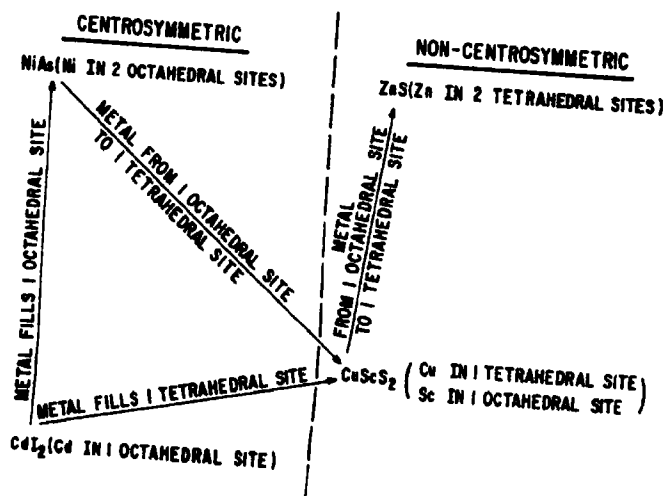 CENTROSYMMETRIC
NiAs(Ni IN 2 OCTAHEDRAL SITES)
METAL FILLS 1 OCTAHEDRAL SITE
METAL FROM 1 OCTAHEDRAL SITE
TO 1 TETRAHEDRAL SITE
METAL FILLS 1 TETRAHEDRAL SITE
CdI2(Cd IN 1 OCTAHEDRAL SITE)
NON-CENTROSYMMETRIC
ZnS(Zn IN 2 TETRAHEDRAL SITES)
METAL
FROM 1 OCTAHEDRAL SITE
TO 1 TETRAHEDRAL SITE
CuScS2 (Cu IN 1 TETRAHEDRAL SITE)
Sc IN 1 OCTAHEDRAL SITE